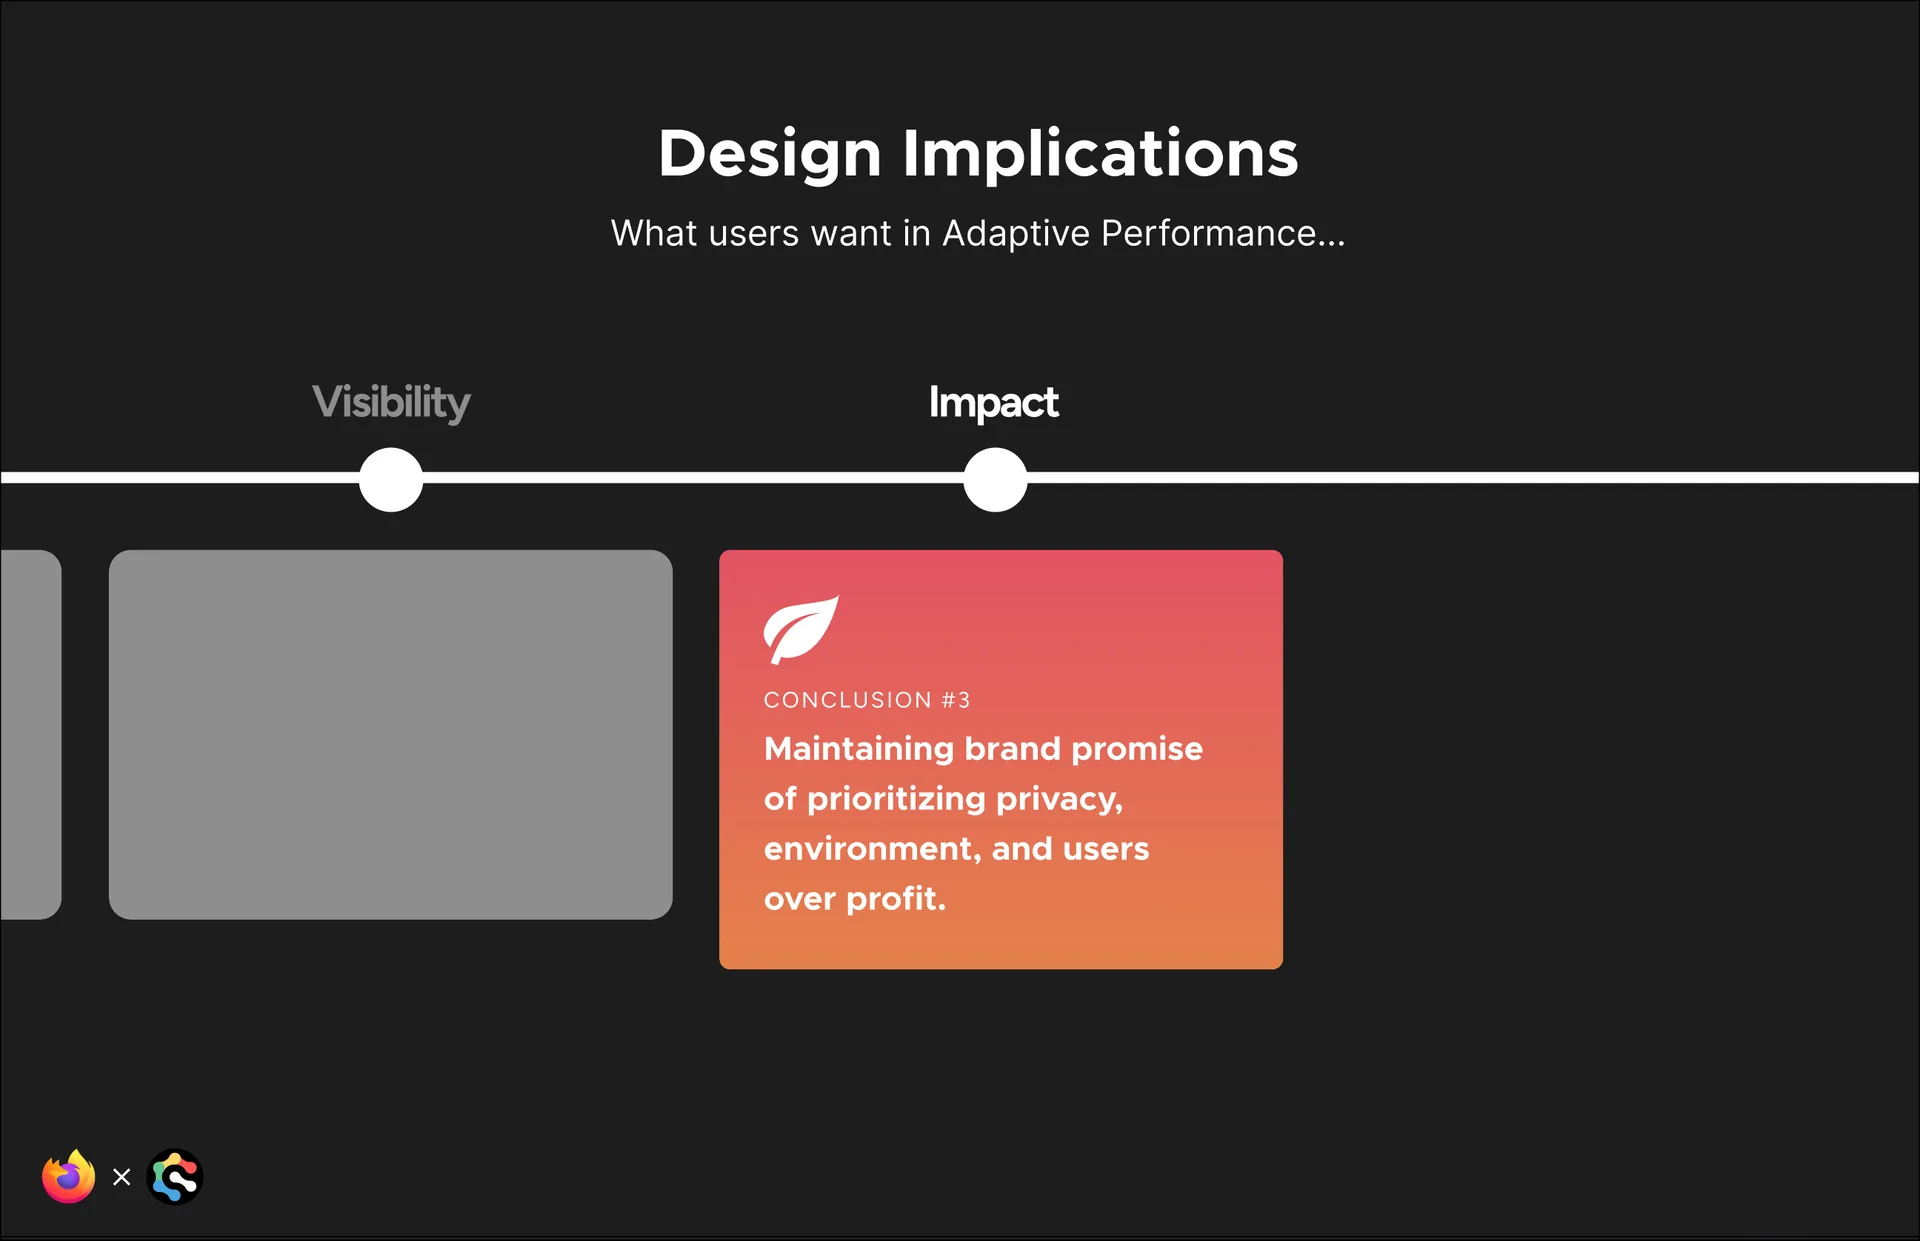 Design Implications
What users want in Adaptive Performance...
Visibility
Impact
CONCLUSION #3
Maintaining brand promise
of prioritizing privacy,
environment, and users
over profit.